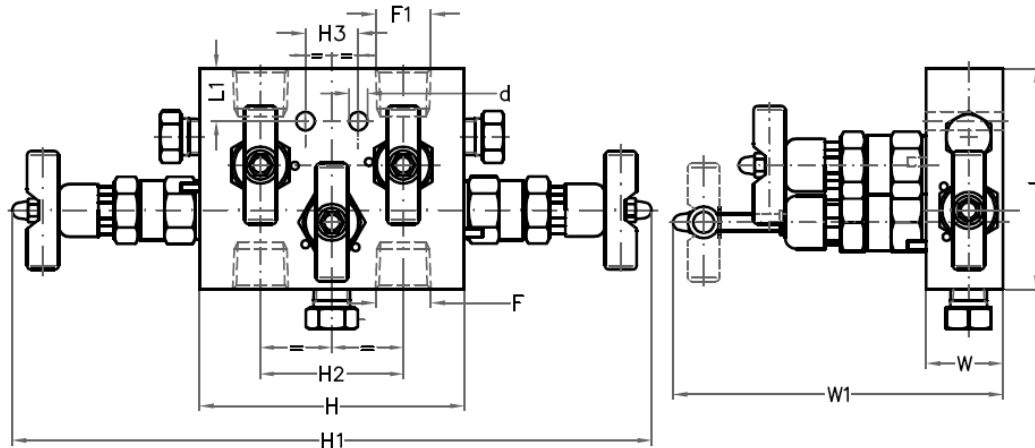 F1
H3
= =
L1
d
F
= =
H2
H
H1
W
W1